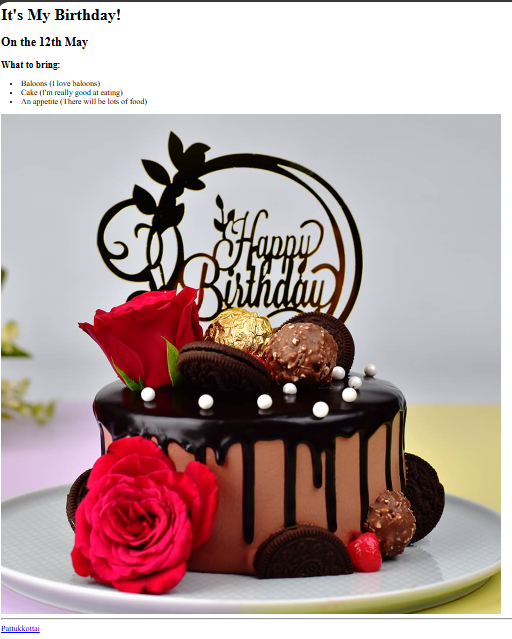 It's My Birthday!
On the 12th May
What to bring:
Baloons (I love baloons)
Cake (I'm really good at eating)
An appetite (There will be lots of food)
Happy
Birthday
Pattukkottai